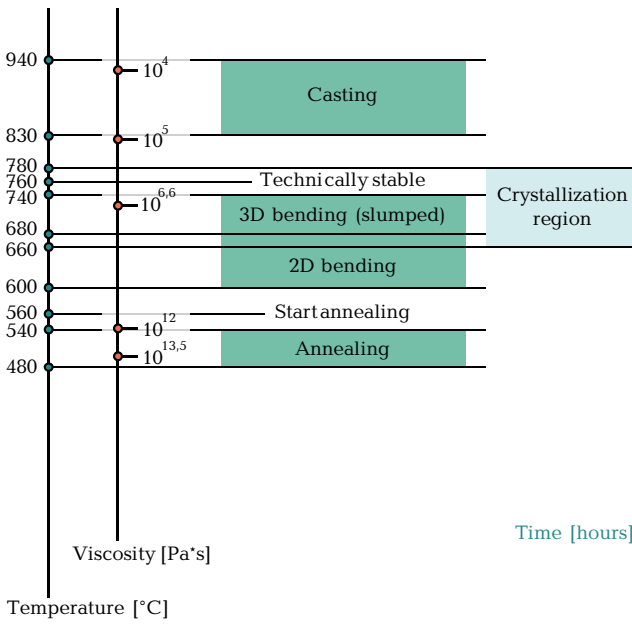 940
10^4
Casting
830
10^5
780
760
Technically stable
740
10^6,6
Crystallization
region
3D bending (slumped)
680
660
2D bending
600
560
Start annealing
540
10^12
Annealing
10^13,5
480
Time [hours]
Viscosity [Pa*s]
Temperature [°C]